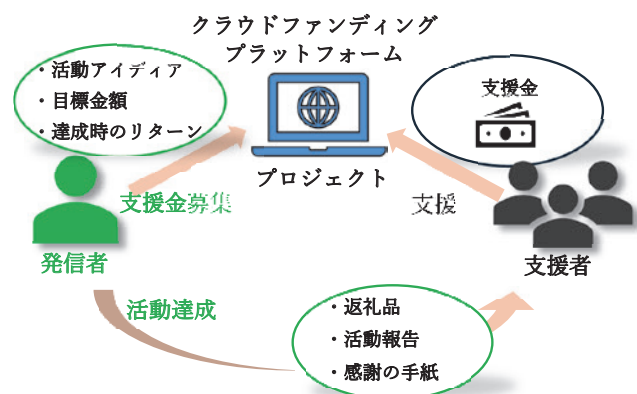 クラウドファンディング
プラットフォーム
・活動アイディア
・目標金額
・達成時のリターン
支援金
プロジェクト
支援金募集
支援
発信者
支援者
活動達成
・返礼品
・活動報告
・感謝の手紙